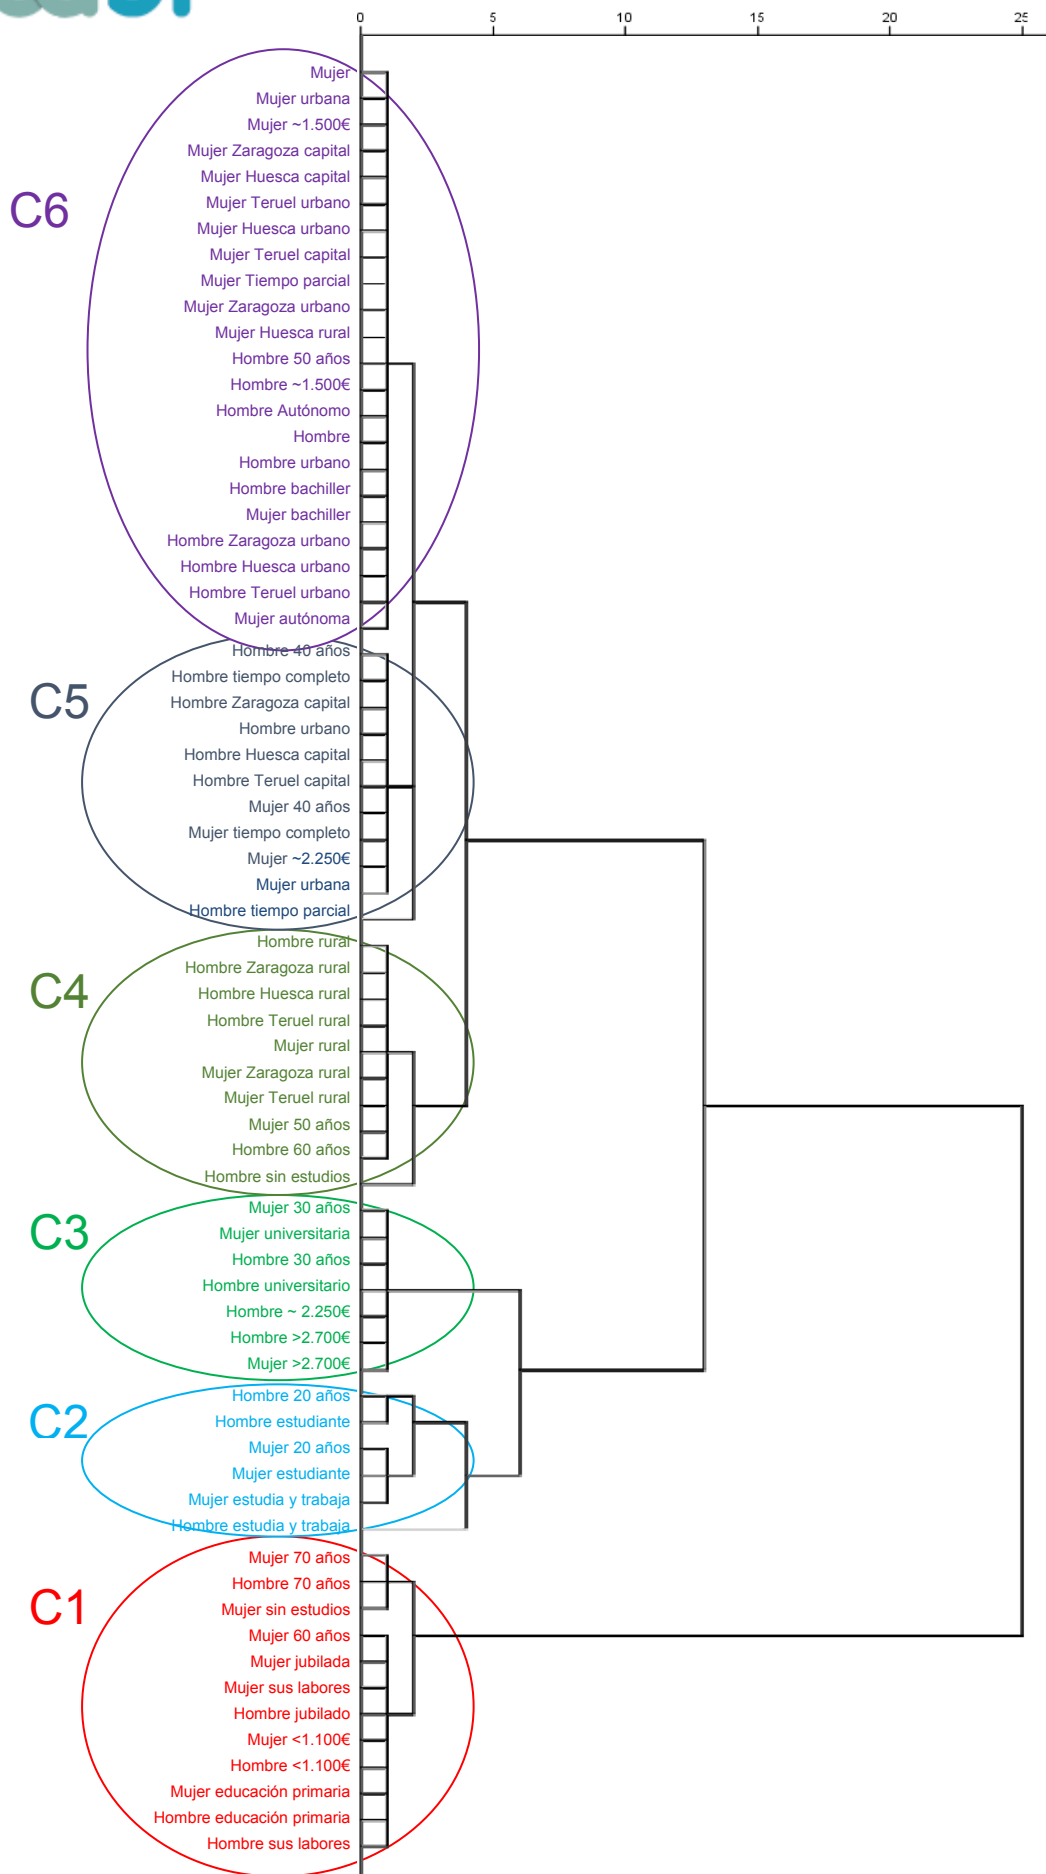 0 5 10 15 20 25
Mujer
Mujer urbana
Mujer ~1.500€
Mujer Zaragoza capital
Mujer Huesca capital
C6
Mujer Teruel urbano
Mujer Huesca urbano
Mujer Teruel capital
Mujer Tiempo parcial
Mujer Zaragoza urbano
Mujer Huesca rural
Hombre 50 años
Hombre ~1.500€
Hombre Autónomo
Hombre
Hombre urbano
Hombre bachiller
Mujer bachiller
Hombre Zaragoza urbano
Hombre Huesca urbano
Hombre Teruel urbano
Mujer autónoma
Hombre 40 años
Hombre tiempo completo
C5
Hombre Zaragoza capital
Hombre urbano
Hombre Huesca capital
Hombre Teruel capital
Mujer 40 años
Mujer tiempo completo
Mujer ~2.250€
Mujer urbana
Hombre tiempo parcial
Hombre rural
Hombre Zaragoza rural
C4
Hombre Huesca rural
Hombre Teruel rural
Mujer rural
Mujer Zaragoza rural
Mujer Teruel rural
Mujer 50 años
Hombre 60 años
Hombre sin estudios
Mujer 30 años
C3
Mujer universitaria
Hombre 30 años
Hombre universitario
Hombre ~ 2.250€
Hombre >2.700€
Mujer >2.700€
Hombre 20 años
C2
Hombre estudiante
Mujer 20 años
Mujer estudiante
Mujer estudia y trabaja
Hombre estudia y trabaja
Mujer 70 años
Hombre 70 años
C1
Mujer sin estudios
Mujer 60 años
Mujer jubilada
Mujer sus labores
Hombre jubilado
Mujer <1.100€
Hombre <1.100€
Mujer educación primaria
Hombre educación primaria
Hombre sus labores